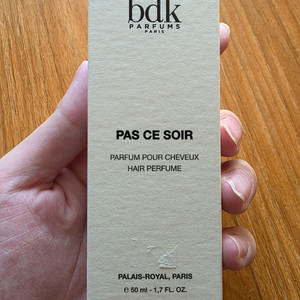 bdk
PARFUMS
PARIS
PAS CE SOIR
PARFUM POUR CHEVEUX
HAIR PERFUME
PALAIS-ROYAL, PARIS
℮ 50 ml - 1,7 FL. OZ.